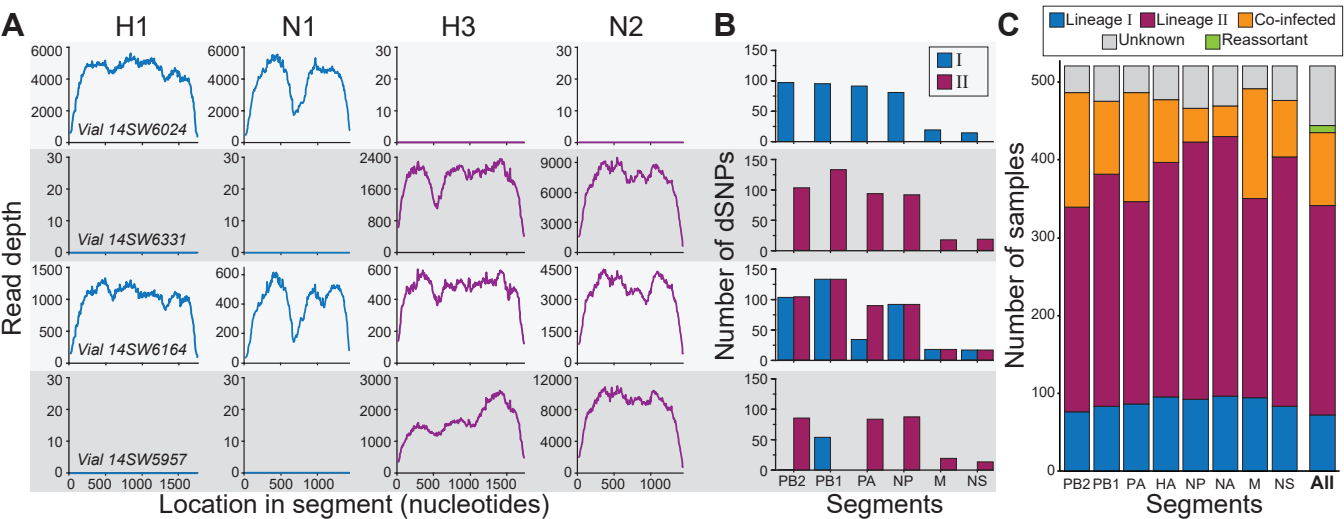 A H1 N1 H3 N2
6000 6000 30 30
4000 4000 20 20
2000 2000 10 10
0 0 0 0
Vial 14SW6024
30 30 2400 9000
20 20 1600 6000
10 10 800 3000
0 0 0 0
Vial 14SW6331
1500 600 600 4500
1000 400 400 3000
500 200 200 1500
0 0 0 0
Vial 14SW6164
30 30 3000 12000
20 20 2000 8000
10 10 1000 4000
0 0 0 0
Vial 14SW5957
0 500 1000 1500 0 1000 0 500 1000 1500 0 1000
Read depth
Location in segment (nucleotides)
B
I
II
150
100
50
0
150
100
50
0
150
100
50
0
150
100
50
0
Number of dSNPs
PB2 PB1 PA NP M NS
Segments
C
Lineage I Lineage II Co-infected
Unknown Reassortant
500
400
300
200
100
0
Number of samples
PB2 PB1 PA HA NP NA M NS All
Segments